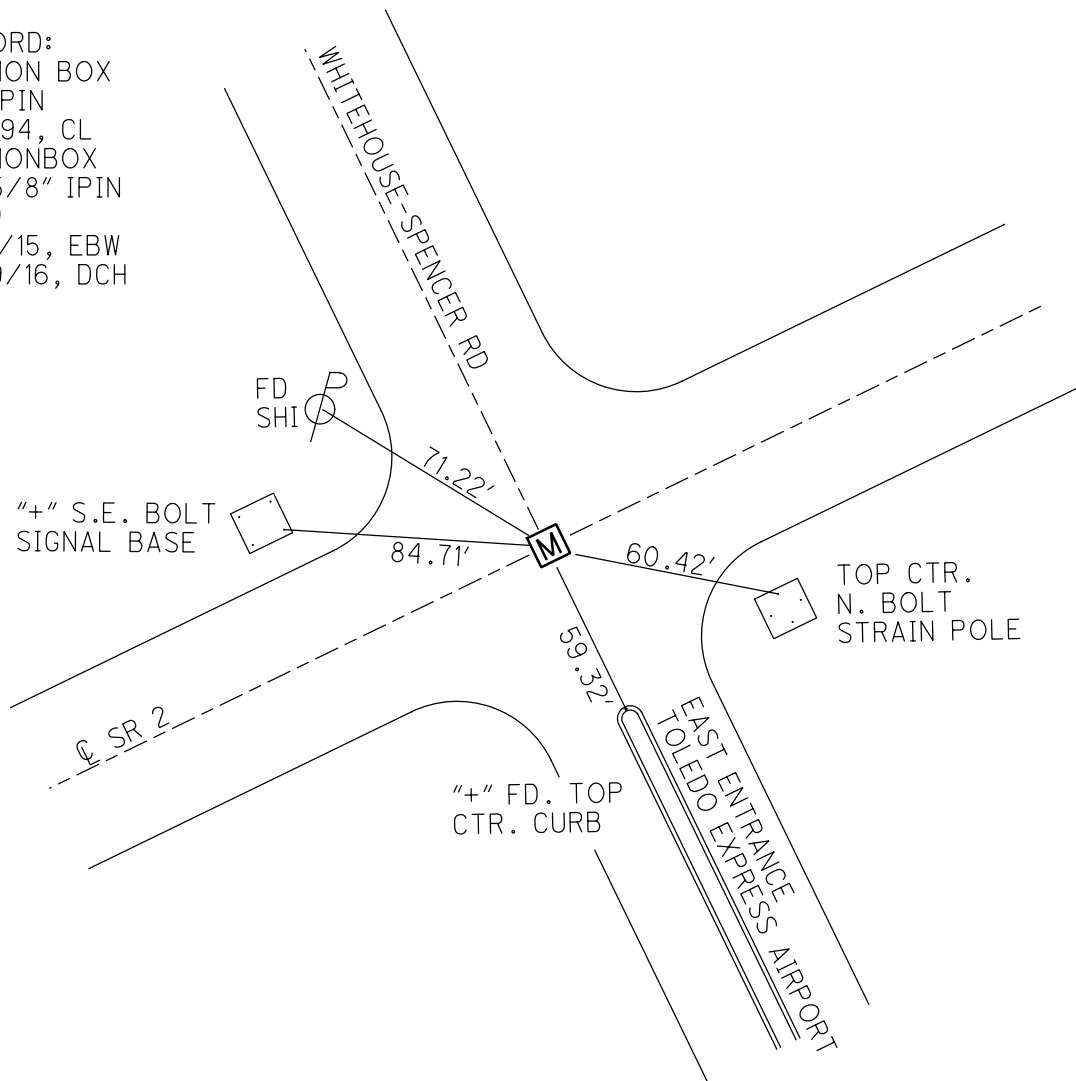 ORD:
ION BOX
PIN
94, CL
IONBOX
5/8" IPIN
/15, EBW
/16, DCH
WHITEHOUSE-SPENCER RD
FD
SHI
71.22'
"+" S.E. BOLT
SIGNAL BASE
84.71'
M
60.42'
TOP CTR.
N. BOLT
STRAIN POLE
59.32'
℄ SR 2
"+" FD. TOP
CTR. CURB
EAST ENTRANCE
TOLEDO EXPRESS AIRPORT